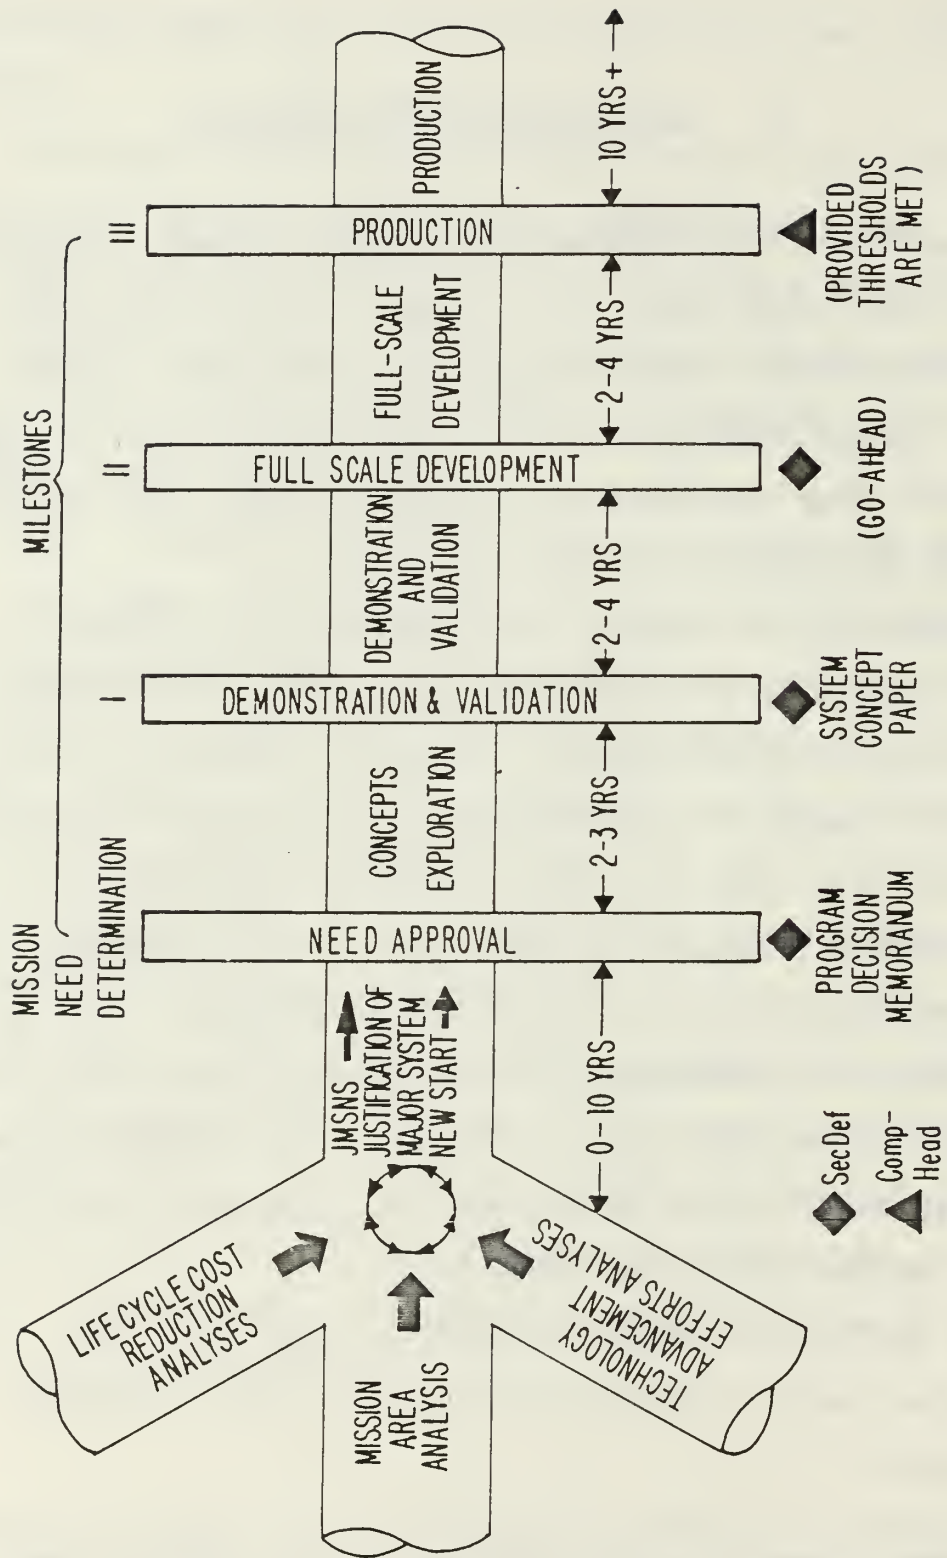 MISSION
NEED
DETERMINATION
MILESTONES
I
II
III
LIFE CYCLE COST
REDUCTION
ANALYSES
MISSION
AREA
ANALYSIS
TECHNOLOGY
ADVANCEMENT
EFFORTS ANALYSES
JMSNS
JUSTIFICATION OF
MAJOR SYSTEM
NEW START
NEED APPROVAL
CONCEPTS
EXPLORATION
DEMONSTRATION & VALIDATION
DEMONSTRATION
AND
VALIDATION
FULL SCALE DEVELOPMENT
FULL-SCALE
DEVELOPMENT
PRODUCTION
PRODUCTION
0-10 YRS
2-3 YRS
2-4 YRS
2-4 YRS
10 YRS +
SecDef
Comp-
Head
PROGRAM
DECISION
MEMORANDUM
SYSTEM
CONCEPT
PAPER
(GO-AHEAD)
(PROVIDED
THRESHOLDS
ARE MET)